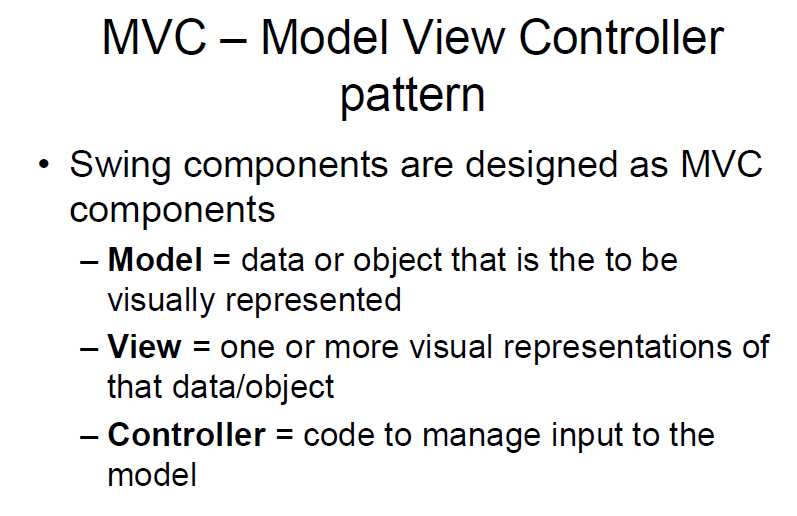 MVC – Model View Controller
pattern
• Swing components are designed as MVC
components
– Model = data or object that is the to be
visually represented
– View = one or more visual representations of
that data/object
– Controller = code to manage input to the
model